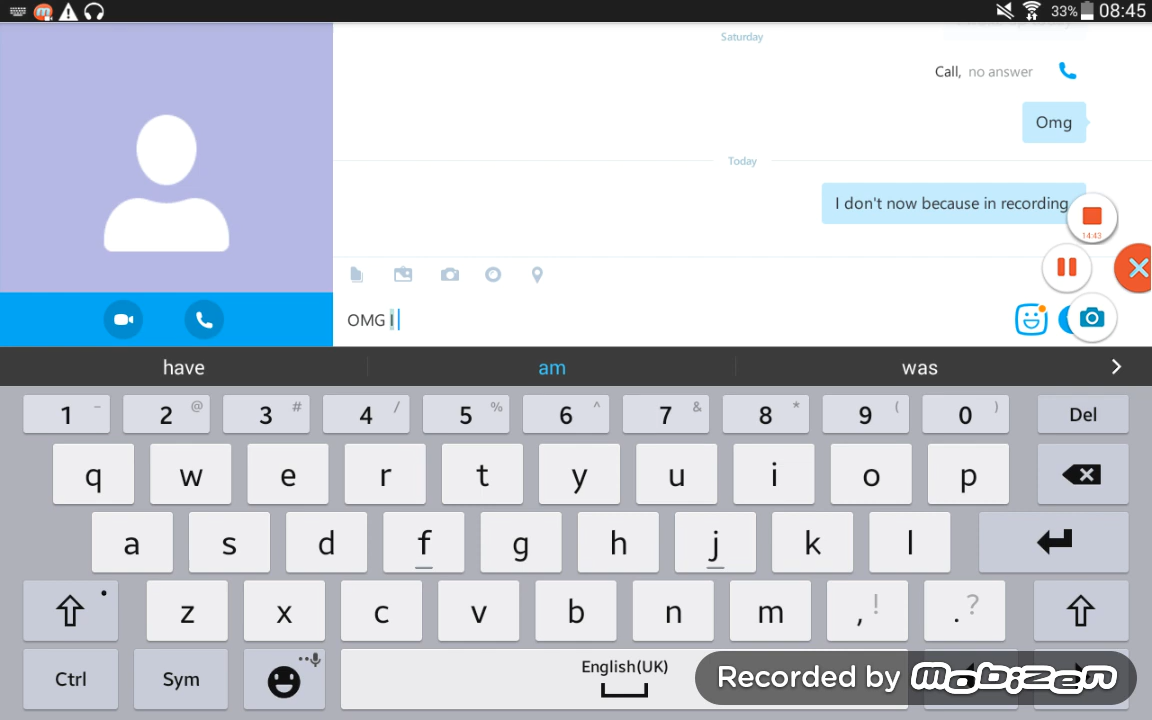 33% 08:45
Saturday
Call, no answer
Omg
Today
I don't now because in recording
14:43
OMG I
have am was
1 - 2 @ 3 # 4 / 5 % 6 ^ 7 & 8 * 9 ( 0 ) Del
q w e r t y u i o p
a s d f g h j k l
z x c v b n m , ! . ?
Ctrl Sym English(UK)
Recorded by mobizen